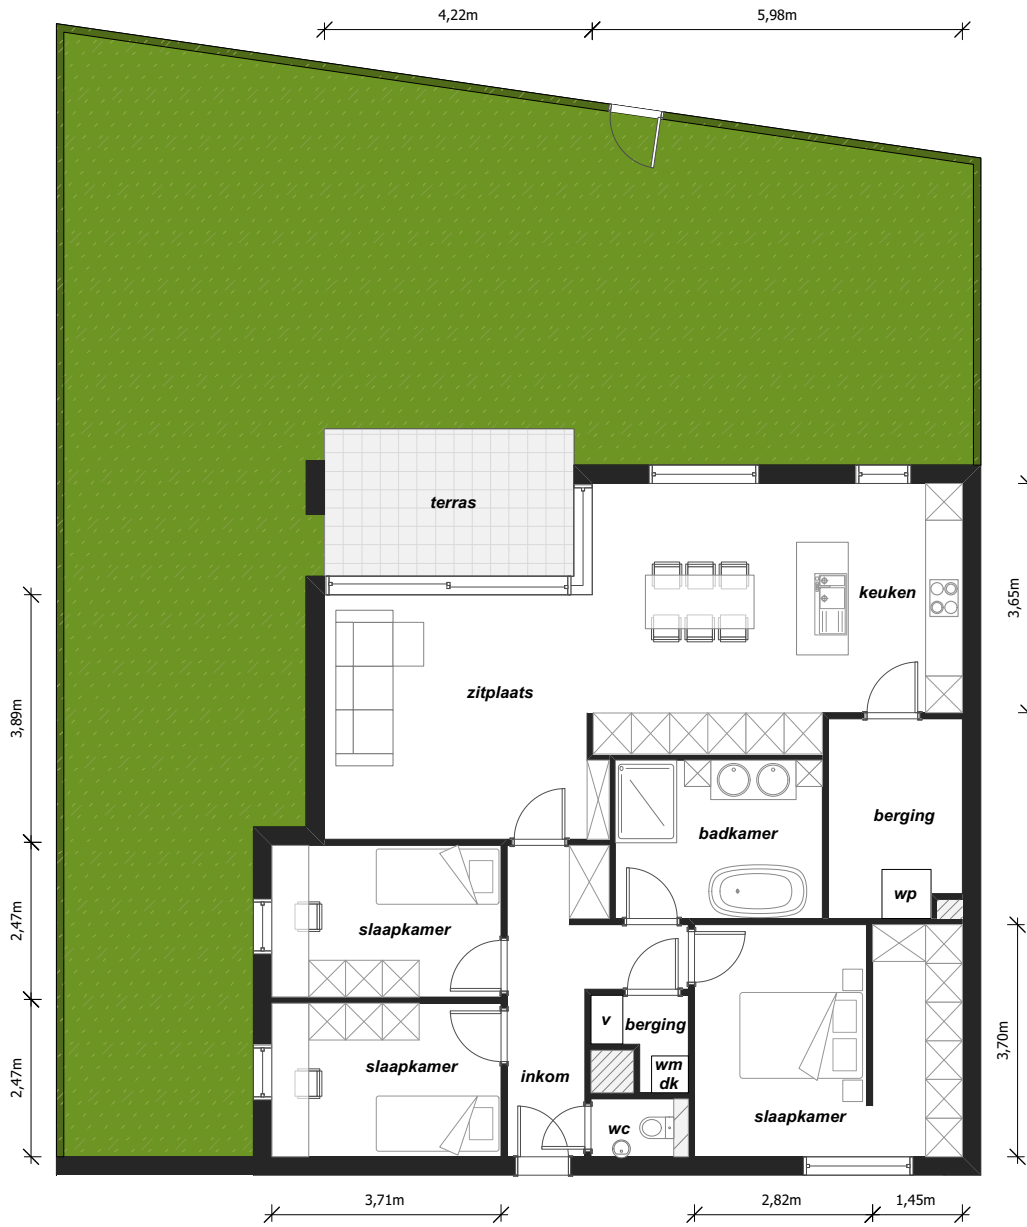 4,22m
5,98m
terras
keuken
3,65m
zitplaats
3,89m
badkamer
berging
wp
slaapkamer
2,47m
v
berging
3,70m
slaapkamer
inkom
wm
dk
2,47m
wc
slaapkamer
3,71m
2,82m
1,45m